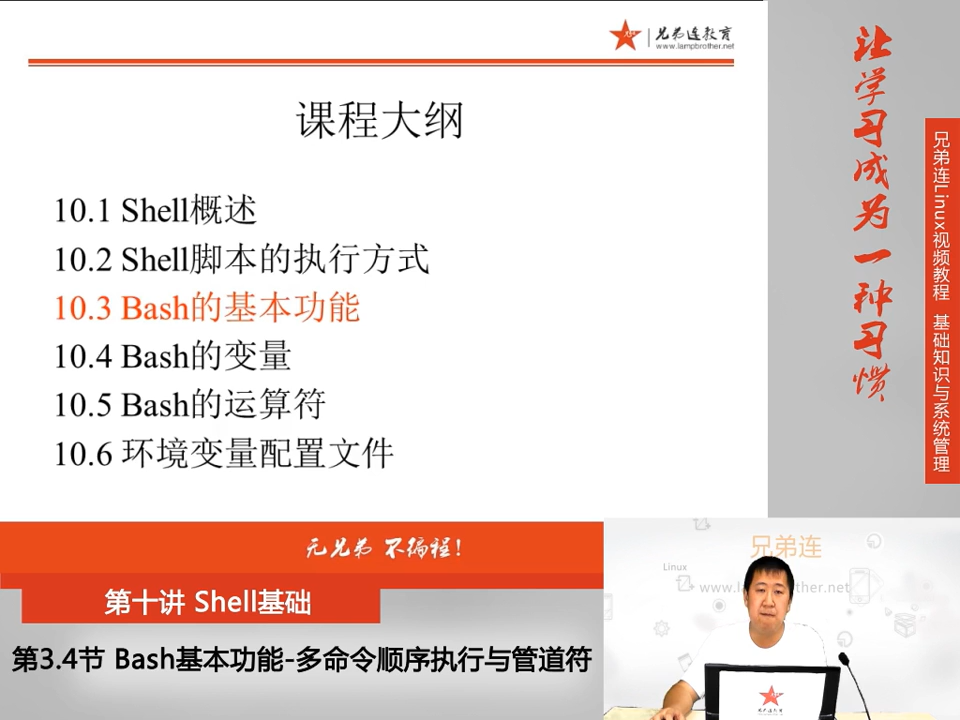 兄弟连教育
www.lampbrother.net
课程大纲
10.1 Shell概述
10.2 Shell脚本的执行方式
10.3 Bash的基本功能
10.4 Bash的变量
10.5 Bash的运算符
10.6 环境变量配置文件
让学习成为一种习惯
兄弟连Linux视频教程 基础知识与系统管理
无兄弟 不编程!
第十讲 Shell基础
第3.4节 Bash基本功能-多命令顺序执行与管道符
兄弟连
Linux
兄弟连教育